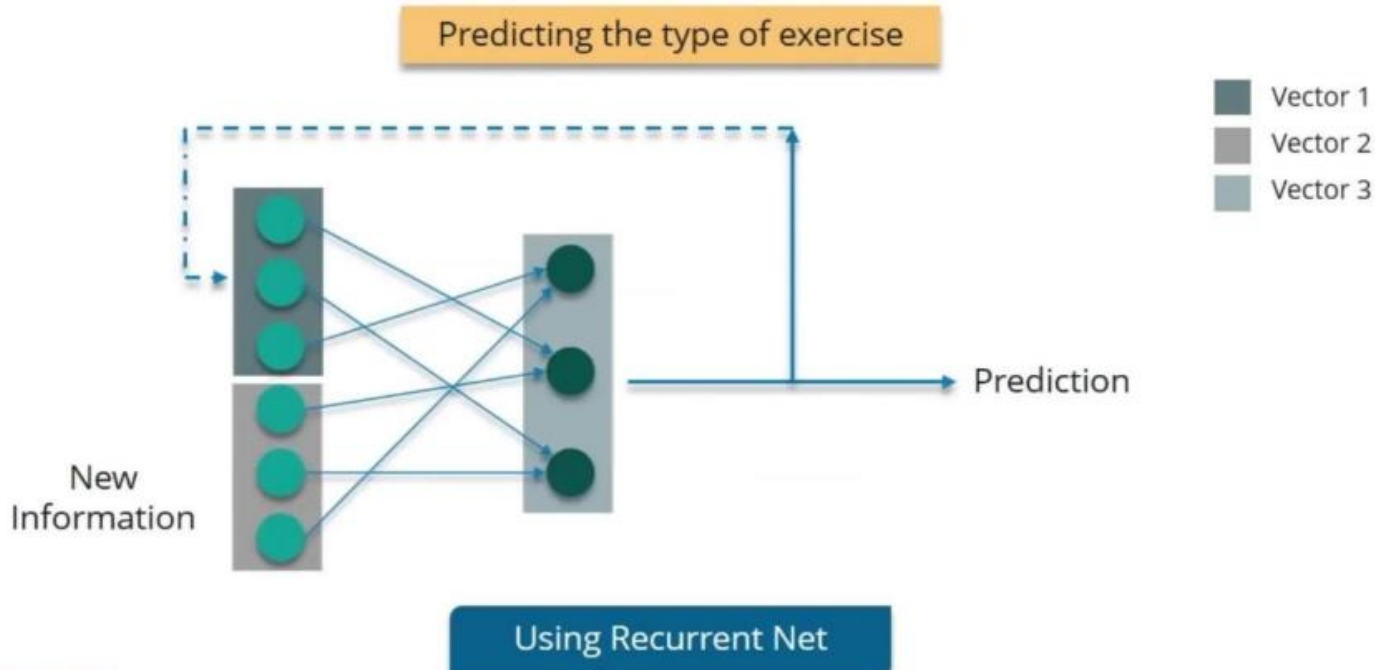 Predicting the type of exercise
Vector 1
Vector 2
Vector 3
Prediction
New
Information
Using Recurrent Net